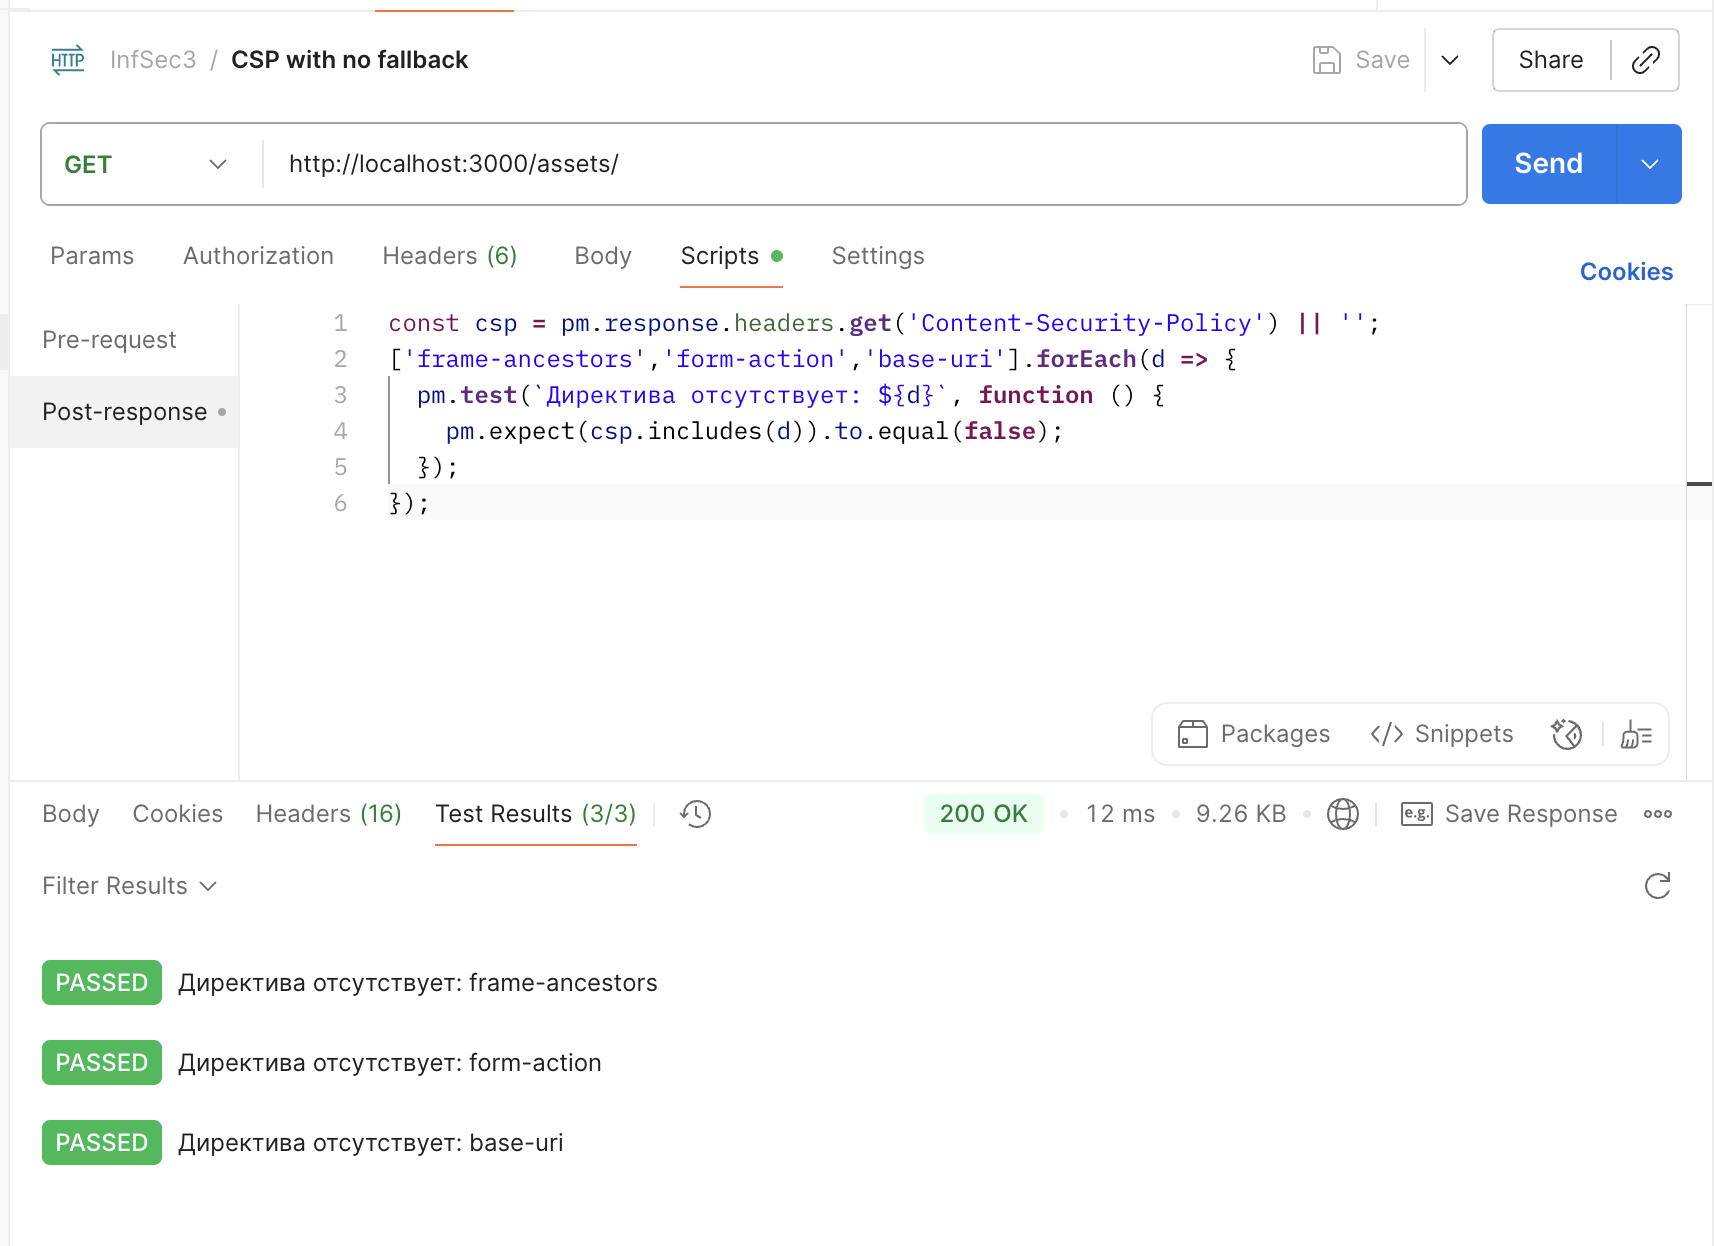 HTTP InfSec3 / CSP with no fallback Save Share
GET http://localhost:3000/assets/ Send
Params Authorization Headers (6) Body Scripts Settings Cookies
Pre-request
Post-response
1 const csp = pm.response.headers.get('Content-Security-Policy') || '';
2 ['frame-ancestors','form-action','base-uri'].forEach(d => {
3 pm.test(`Директива отсутствует: ${d}`, function () {
4 pm.expect(csp.includes(d)).to.equal(false);
5 });
6 });
Packages </> Snippets
Body Cookies Headers (16) Test Results (3/3) 200 OK • 12 ms • 9.26 KB • e.g. Save Response
Filter Results
PASSED Директива отсутствует: frame-ancestors
PASSED Директива отсутствует: form-action
PASSED Директива отсутствует: base-uri